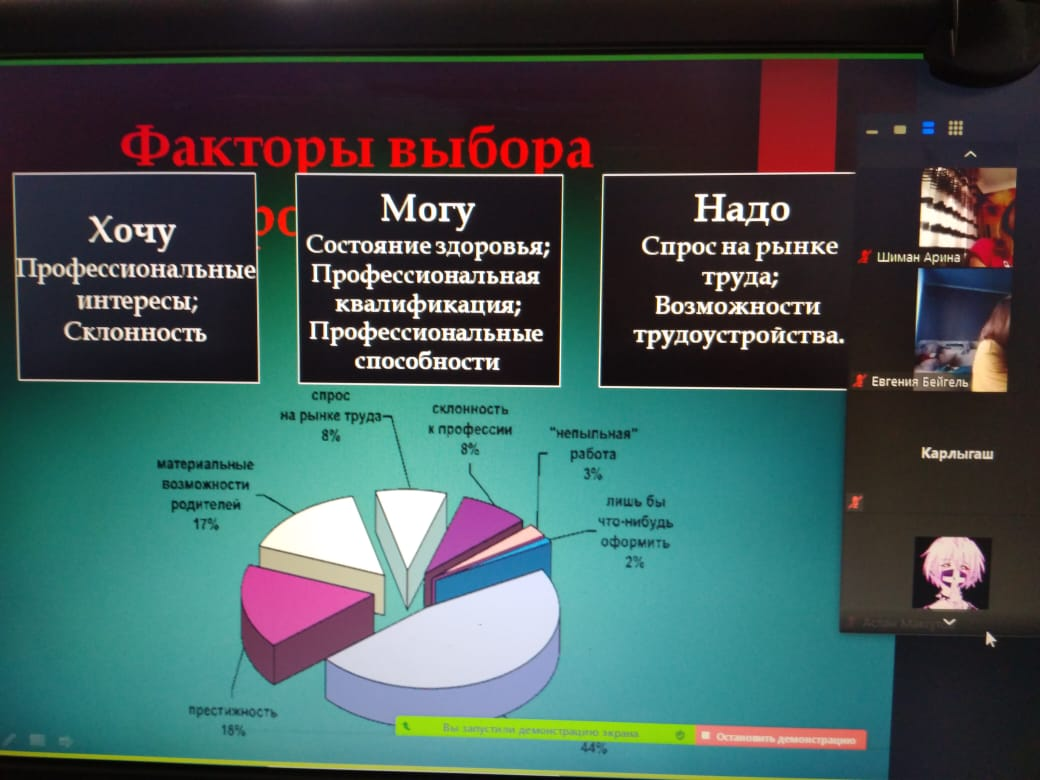 Факторы выбора
Хочу
Профессиональные
интересы;
Склонность
Могу
Состояние здоровья;
Профессиональная
квалификация;
Профессиональные
способности
Надо
Спрос на рынке
труда;
Возможности
трудоустройства.
спрос
на рынке труда
8%
склонность
к профессии
8%
"непыльная"
работа
3%
лишь бы
что-нибудь
оформить
2%
материальные
возможности
родителей
17%
престижность
18%
44%
Вы запустили демонстрацию экрана
Остановить демонстрацию
Шиман Арина
Евгения Бейгель
Карлыгаш